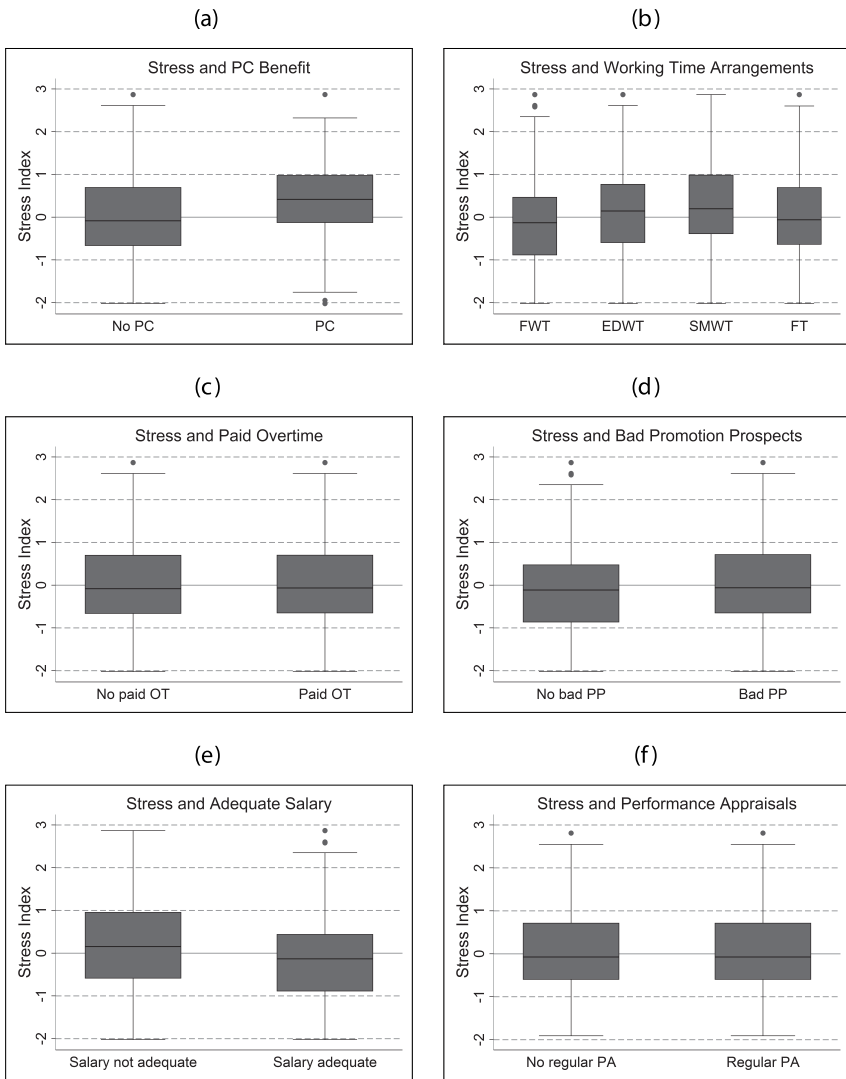 (a)
Stress and PC Benefit
Stress Index
3
2
1
0
-1
-2
No PC PC
(b)
Stress and Working Time Arrangements
Stress Index
3
2
1
0
-1
-2
FWT EDWT SMWT FT
(c)
Stress and Paid Overtime
Stress Index
3
2
1
0
-1
-2
No paid OT Paid OT
(d)
Stress and Bad Promotion Prospects
Stress Index
3
2
1
0
-1
-2
No bad PP Bad PP
(e)
Stress and Adequate Salary
Stress Index
3
2
1
0
-1
-2
Salary not adequate Salary adequate
(f)
Stress and Performance Appraisals
Stress Index
3
2
1
0
-1
-2
No regular PA Regular PA